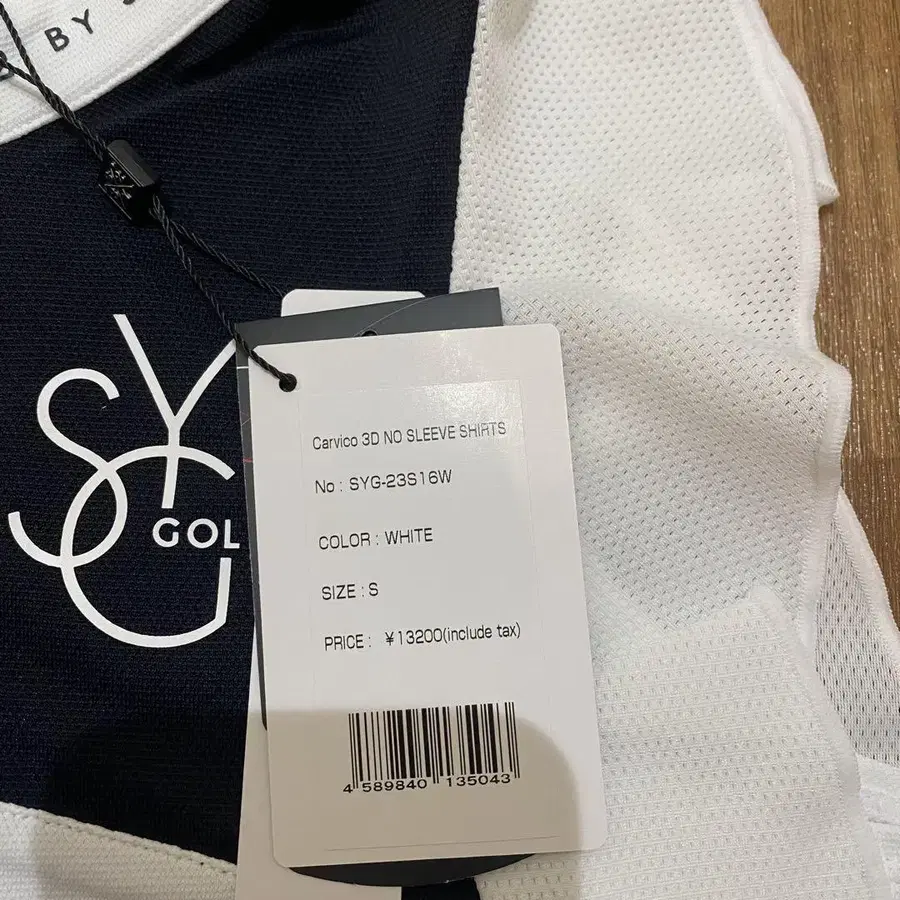 BY
SYG
GOL
Carvico 3D NO SLEEVE SHIRTS
No : SYG-23S16W
COLOR : WHITE
SIZE : S
PRICE : ¥13200(include tax)
4 589840 135043